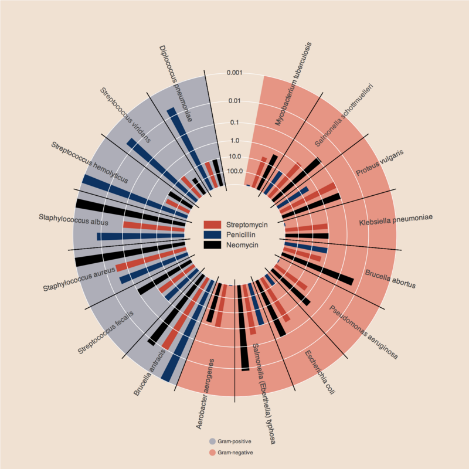 0.001
0.01
0.1
1.0
10.0
100.0
Mycobacterium tuberculosis
Salmonella schottmuelleri
Proteus vulgaris
Klebsiella pneumoniae
Brucella abortus
Pseudomonas aeruginosa
Escherichia coli
Salmonella (Eberthella) typhosa
Aerobacter aerogenes
Brucella antracis
Streptococcus fecalis
Staphylococcus aureus
Staphylococcus albus
Streptococcus hemolyticus
Streptococcus viridans
Diplococcus pneumoniae
Streptomycin
Penicillin
Neomycin
Gram-positive
Gram-negative